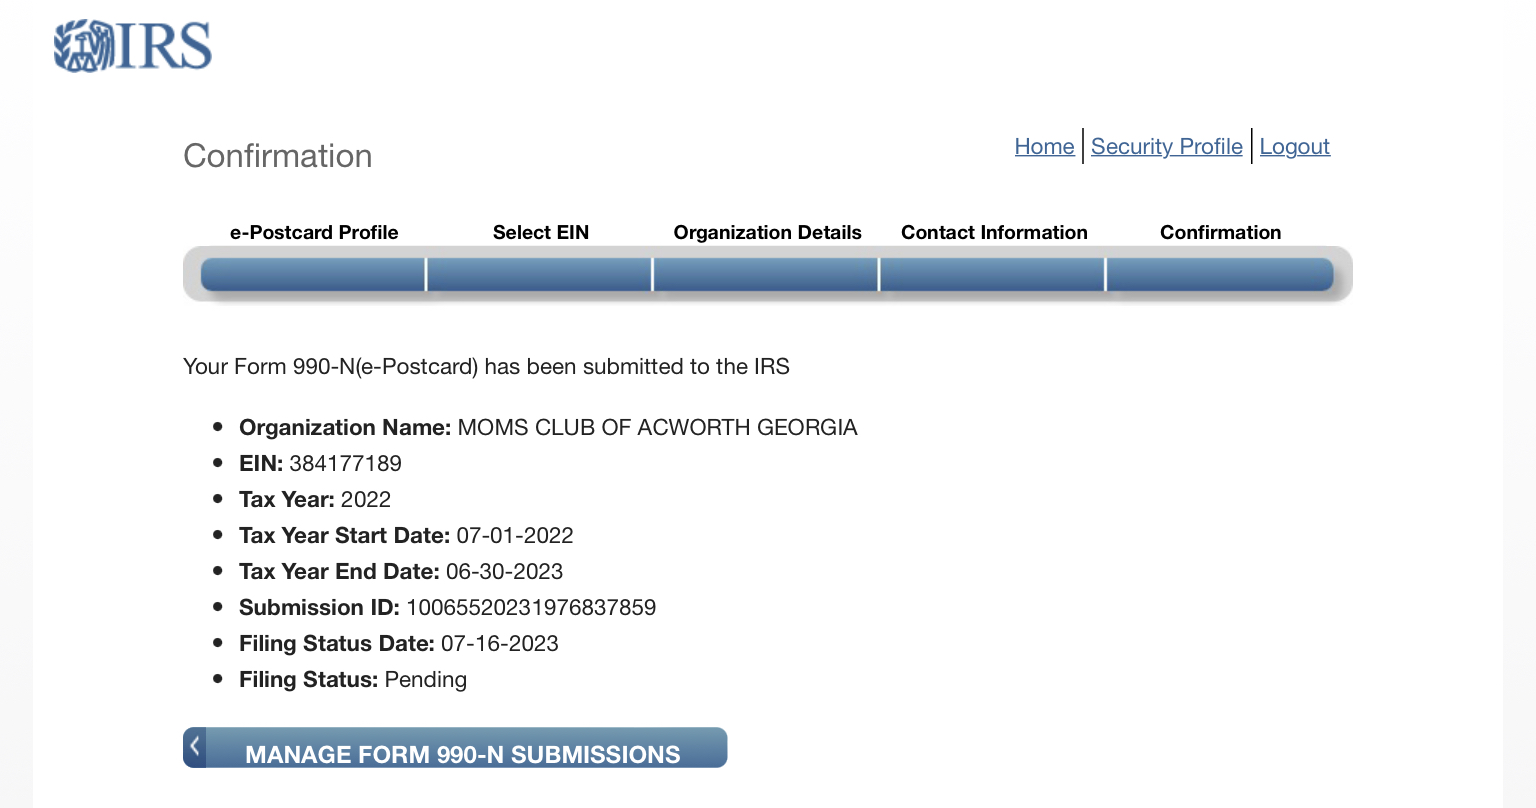 IRS
Confirmation
Home Security Profile Logout
e-Postcard Profile Select EIN Organization Details Contact Information Confirmation
Your Form 990-N(e-Postcard) has been submitted to the IRS
• Organization Name: MOMS CLUB OF ACWORTH GEORGIA
• EIN: 384177189
• Tax Year: 2022
• Tax Year Start Date: 07-01-2022
• Tax Year End Date: 06-30-2023
• Submission ID: 10065520231976837859
• Filing Status Date: 07-16-2023
• Filing Status: Pending
MANAGE FORM 990-N SUBMISSIONS